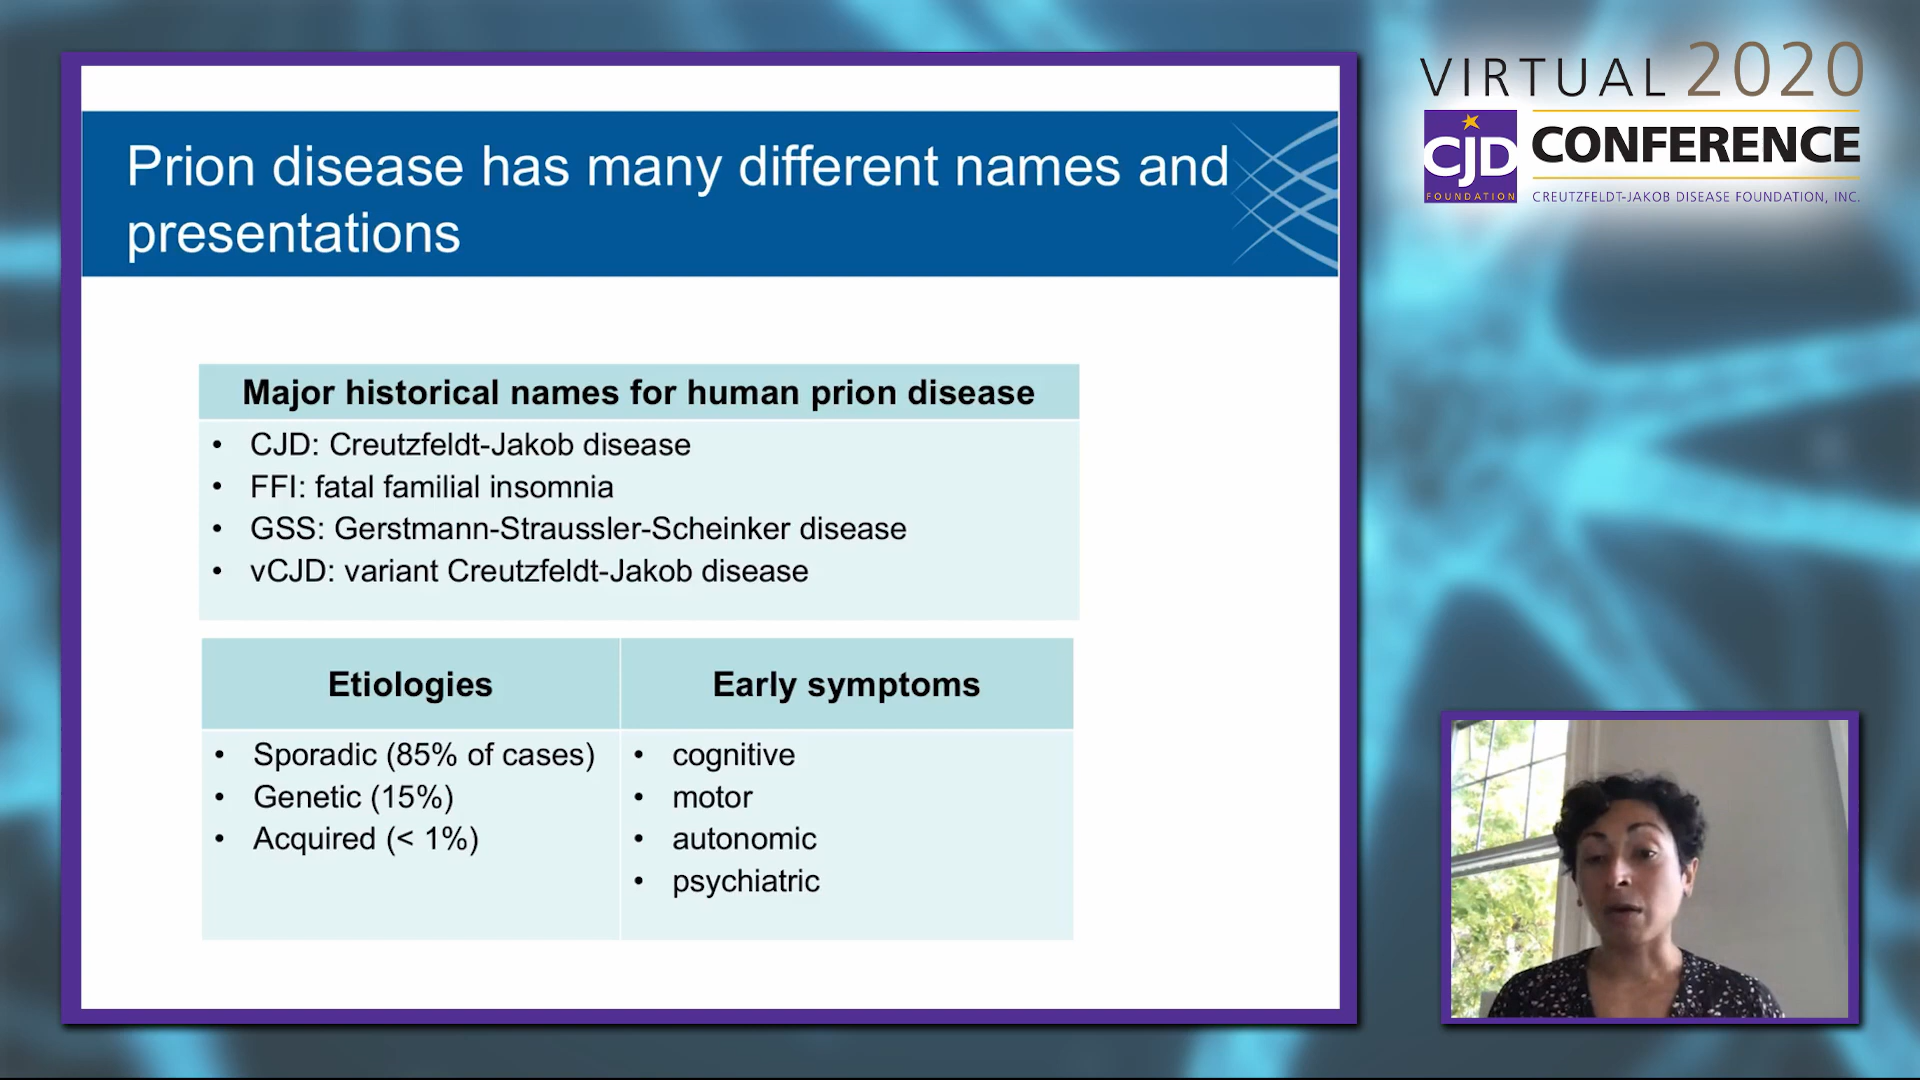 Prion disease has many different names and
presentations
Major historical names for human prion disease
• CJD: Creutzfeldt-Jakob disease
• FFI: fatal familial insomnia
• GSS: Gerstmann-Straussler-Scheinker disease
• vCJD: variant Creutzfeldt-Jakob disease
Etiologies
• Sporadic (85% of cases)
• Genetic (15%)
• Acquired (< 1%)
Early symptoms
• cognitive
• motor
• autonomic
• psychiatric
VIRTUAL 2020
CJD
FOUNDATION
CONFERENCE
CREUTZFELDT-JAKOB DISEASE FOUNDATION, INC.